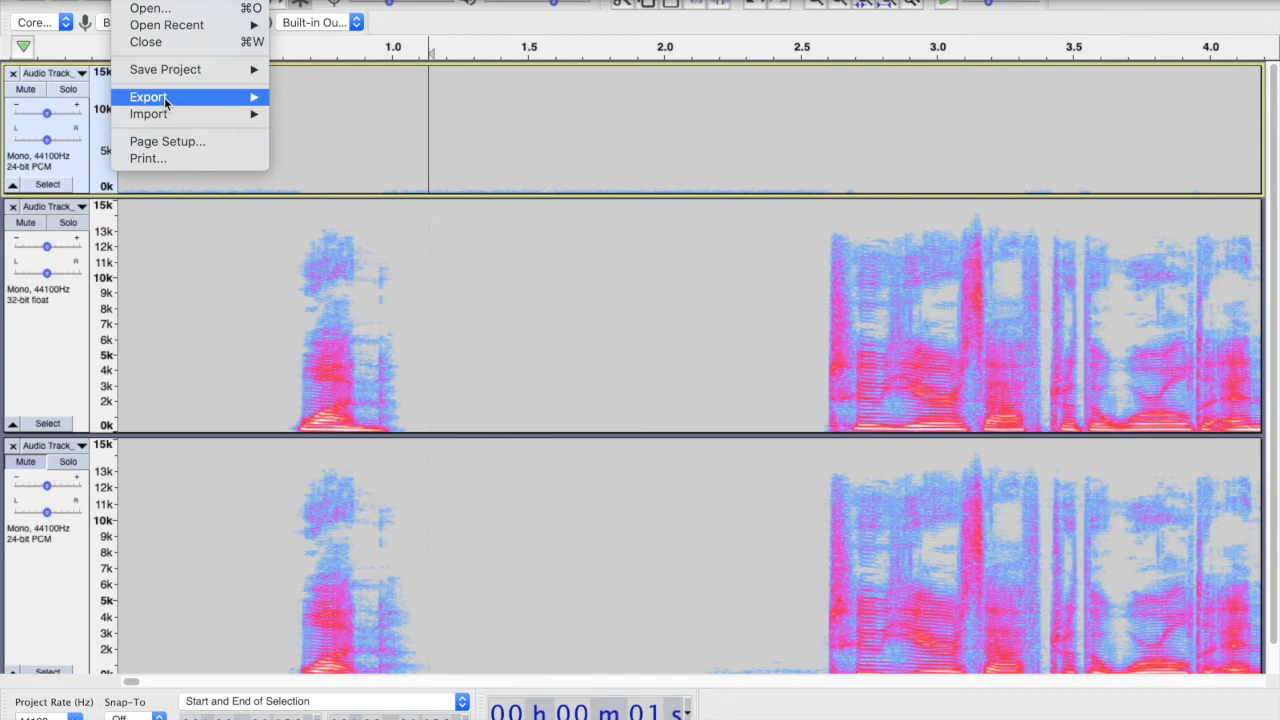 Open... ⌘O
Core... B Built-in Ou...
Open Recent
Close ⌘W
Save Project
Export
Import
Page Setup...
Print...
1.0 1.5 2.0 2.5 3.0 3.5 4.0
Audio Track_ 15k
Mute Solo
10k
- +
L R
5k
Mono, 44100Hz
24-bit PCM
Select 0k
Audio Track_ 15k
Mute Solo
13k
- +
12k
L R
11k
10k
Mono, 44100Hz
9k
32-bit float
8k
7k
6k
5k
4k
3k
2k
Select 0k
Audio Track_ 15k
Mute Solo
13k
- +
12k
L R
11k
10k
Mono, 44100Hz
9k
24-bit PCM
8k
7k
6k
5k
4k
3k
2k
Select 0k
Project Rate (Hz) Snap-To Start and End of Selection
44100 Off 00 h 00 m 01 s